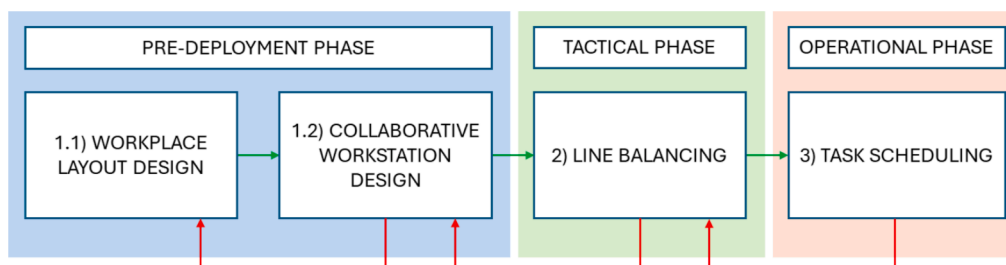 PRE-DEPLOYMENT PHASE
TACTICAL PHASE
OPERATIONAL PHASE
1.1) WORKPLACE
LAYOUT DESIGN
1.2) COLLABORATIVE
WORKSTATION
DESIGN
2) LINE BALANCING
3) TASK SCHEDULING